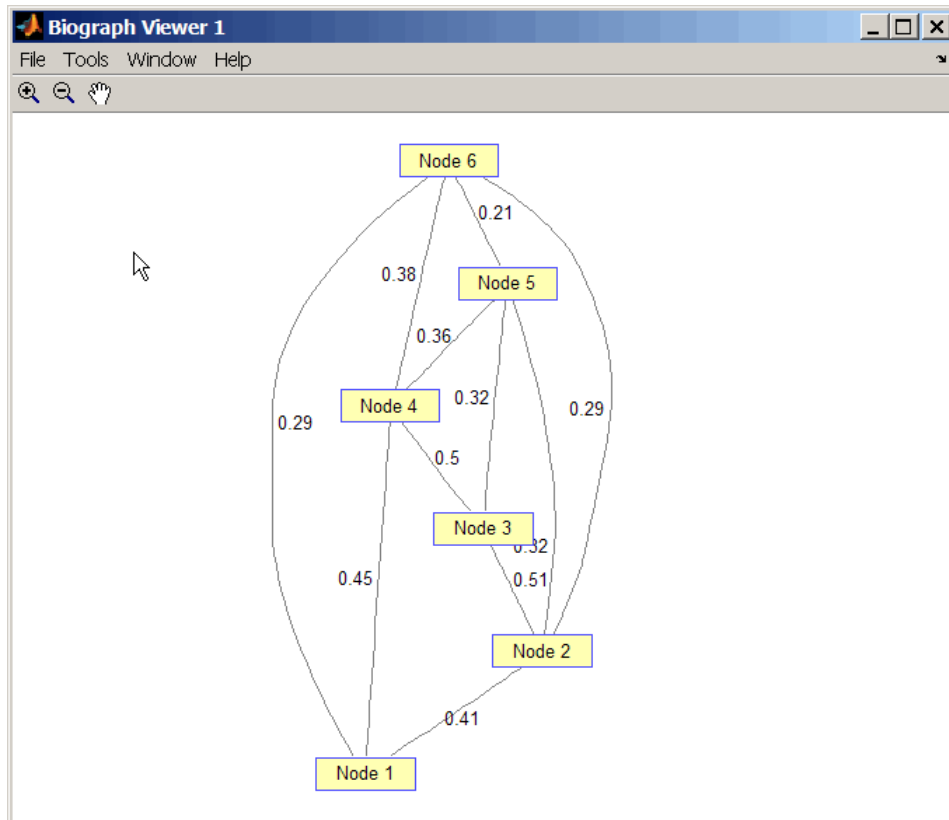 Biograph Viewer 1
File Tools Window Help
Node 6
0.21
0.38
Node 5
0.36
0.32
Node 4
0.29
0.29
0.5
Node 3
0.32
0.45
0.51
Node 2
0.41
Node 1